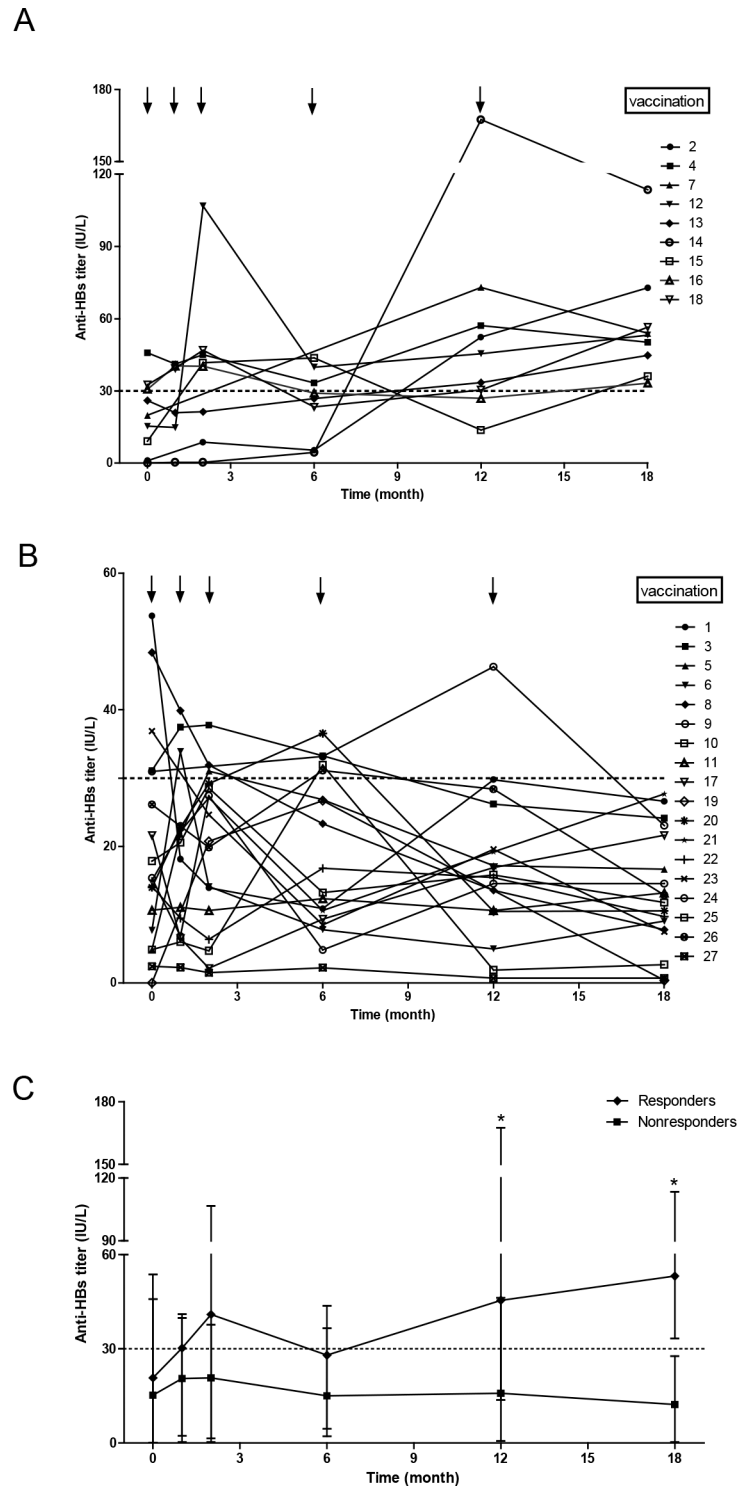 A
180
150
120
90
60
30
0
Anti-HBs titer (IU/L)
0 3 6 9 12 15 18
Time (month)
vaccination
2
4
7
12
13
14
15
16
18
B
60
40
20
0
Anti-HBs titer (IU/L)
0 3 6 9 12 15 18
Time (month)
vaccination
1
3
5
6
8
9
10
11
17
19
20
21
22
23
24
25
26
27
C
180
150
120
90
60
30
0
Anti-HBs titer (IU/L)
* *
0 3 6 9 12 15 18
Time (month)
Responders
Nonresponders